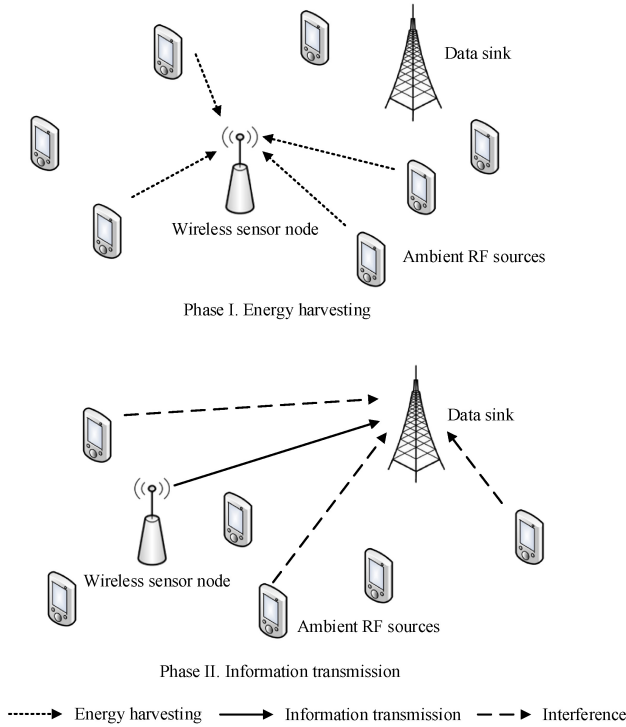 Data sink
Wireless sensor node
Ambient RF sources
Phase I. Energy harvesting
Data sink
Wireless sensor node
Ambient RF sources
Phase II. Information transmission
Energy harvesting
Information transmission
Interference